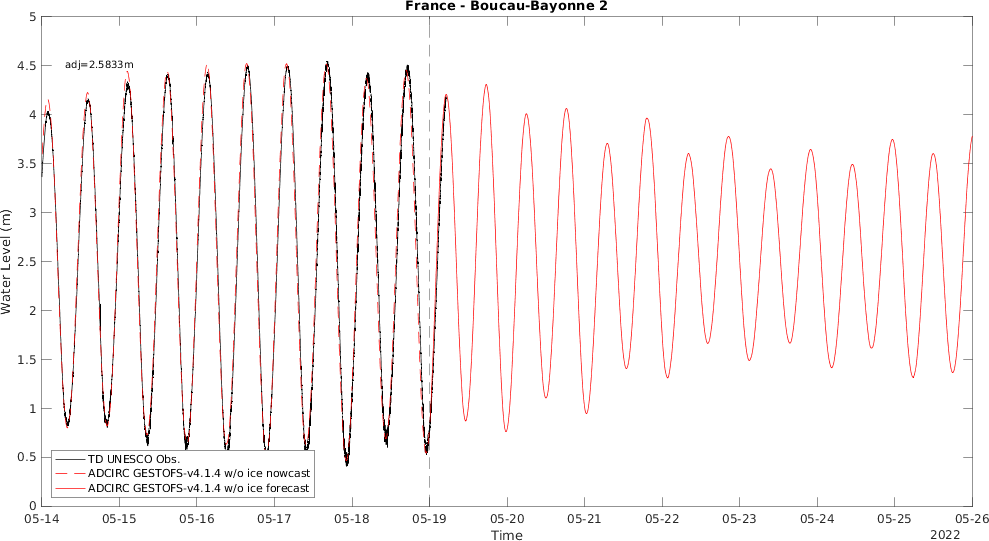 France - Boucau-Bayonne 2
adj=2.5833m
Water Level (m)
5
4.5
4
3.5
3
2.5
2
1.5
1
0.5
0
TD UNESCO Obs.
ADCIRC GESTOFS-v4.1.4 w/o ice nowcast
ADCIRC GESTOFS-v4.1.4 w/o ice forecast
05-14 05-15 05-16 05-17 05-18 05-19 05-20 05-21 05-22 05-23 05-24 05-25 05-26
Time
2022